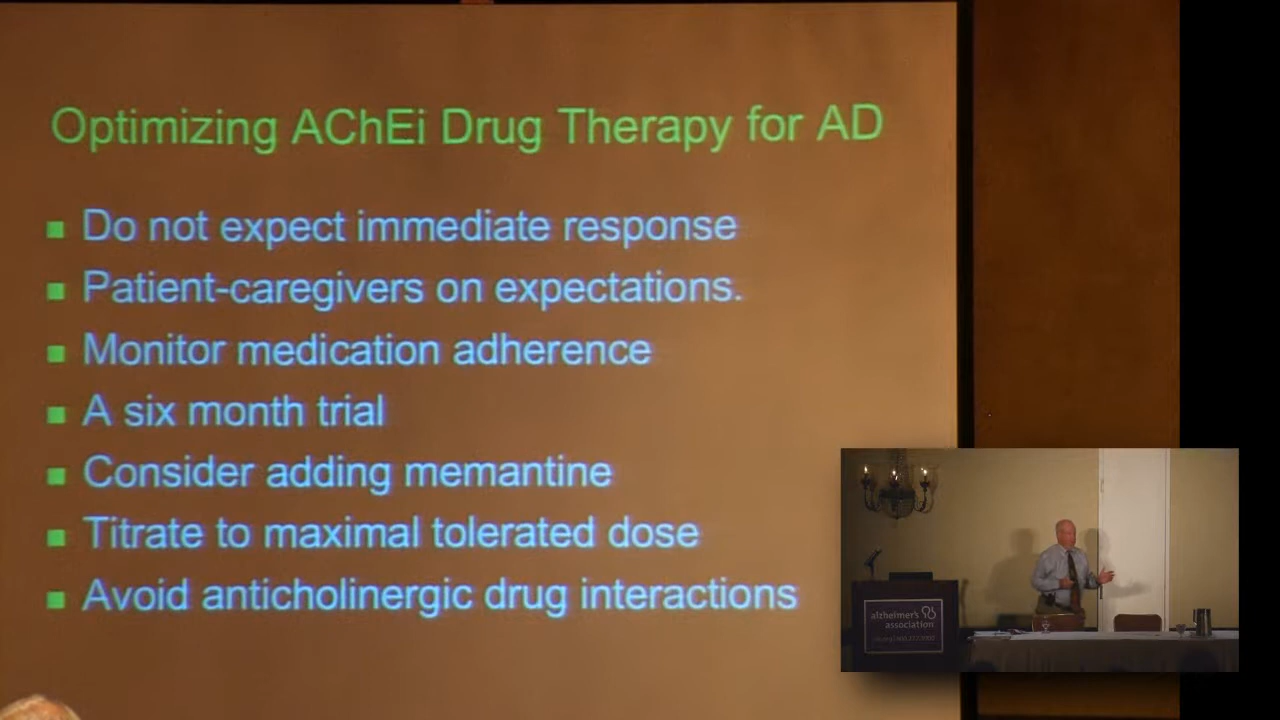 Optimizing AChEi Drug Therapy for AD
Do not expect immediate response
Patient-caregivers on expectations.
Monitor medication adherence
A six month trial
Consider adding memantine
Titrate to maximal tolerated dose
Avoid anticholinergic drug interactions
alzheimer's
association